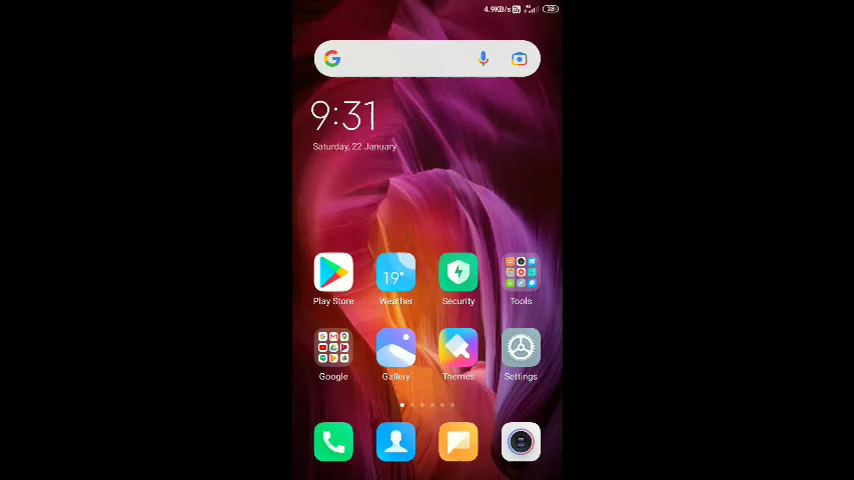 4.9KB/s
9:31
Saturday, 22 January
19°
Play Store
Weather
Security
Tools
Google
Gallery
Themes
Settings